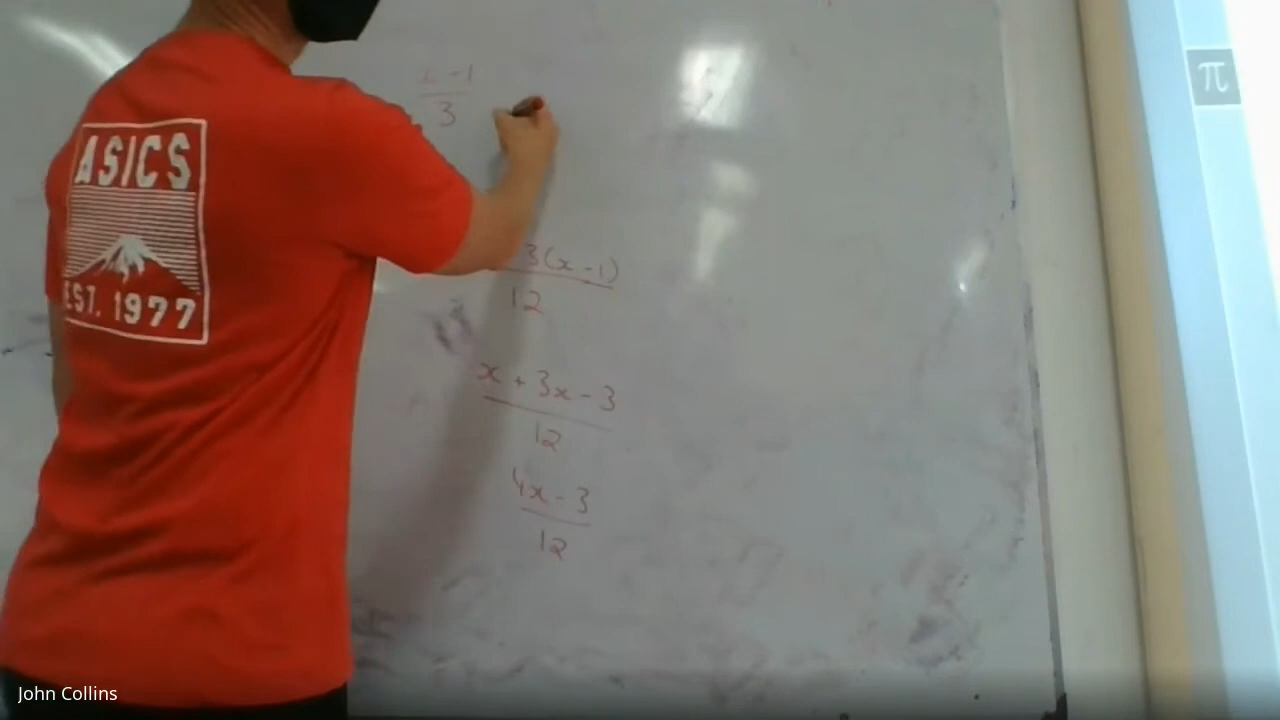 -1
3
3(x-1)
12
x + 3x - 3
12
4x - 3
12
ASICS
EST. 1977
π
John Collins